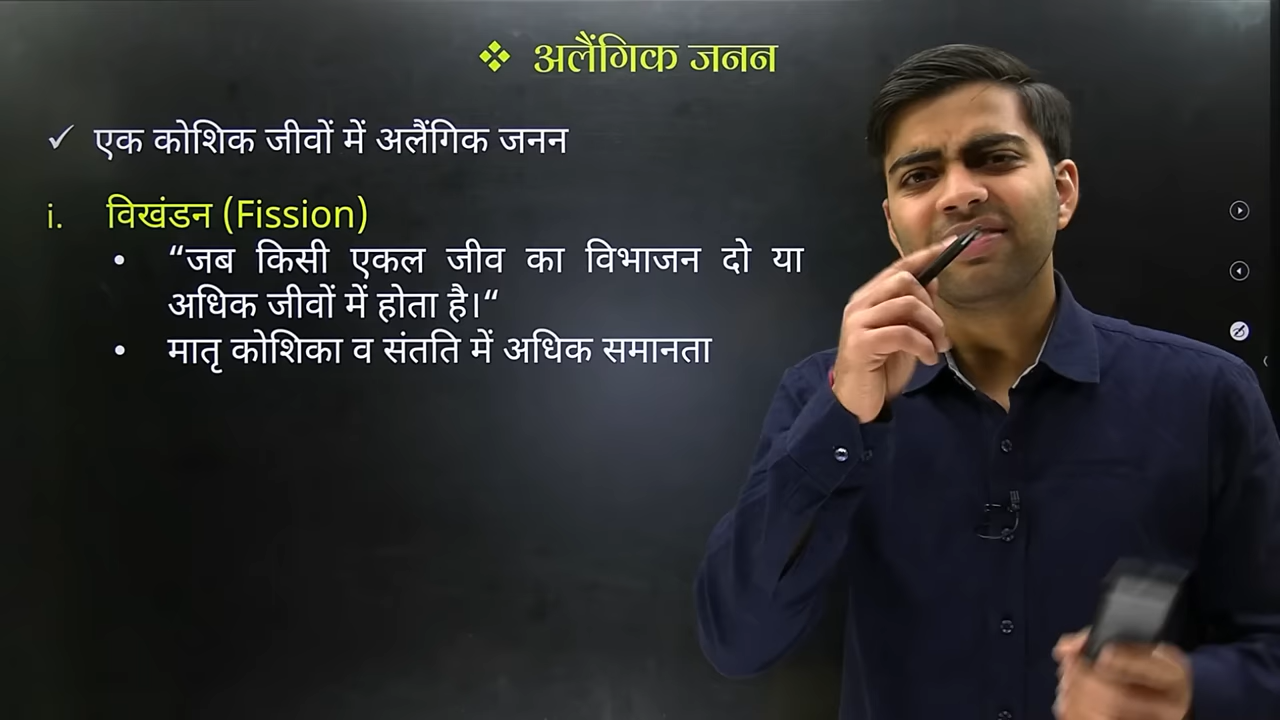 ❖ अलैंगिक जनन
✓ एक कोशिक जीवों में अलैंगिक जनन
i. विखंडन (Fission)
• “जब किसी एकल जीव का विभाजन दो या
अधिक जीवों में होता है।“
• मातृ कोशिका व संतति में अधिक समानता